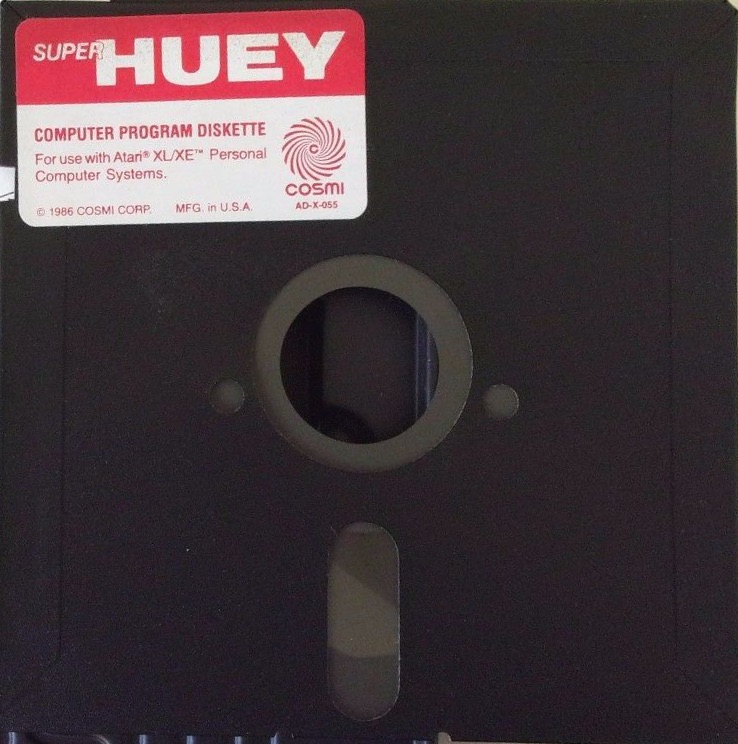 SUPER HUEY
COMPUTER PROGRAM DISKETTE
For use with Atari® XL/XE™ Personal
Computer Systems.
C
COSMI
© 1986 COSMI CORP. MFG. in U.S.A.
AD-X-055